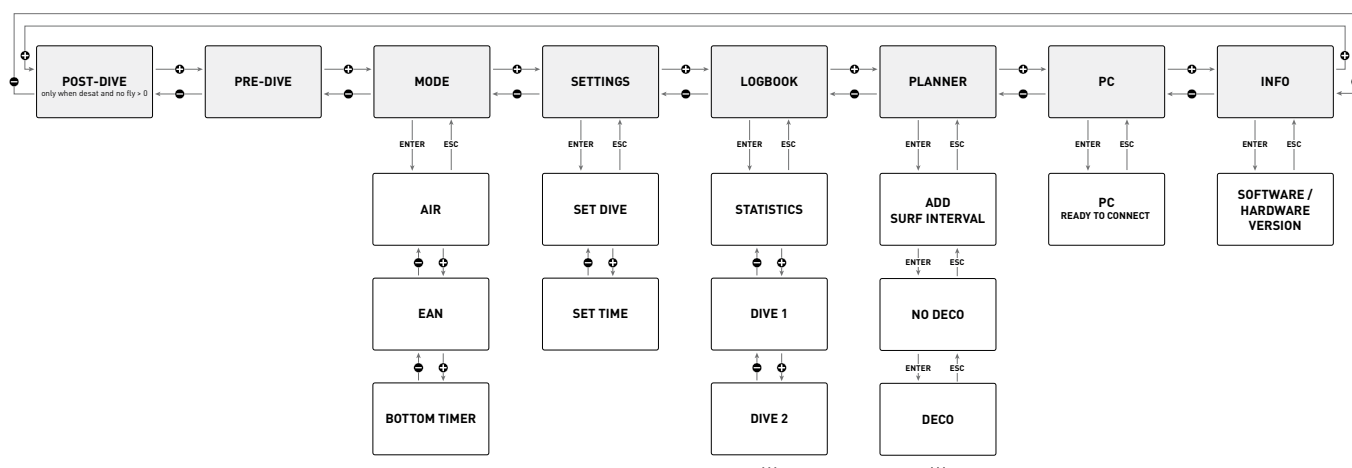 POST-DIVE
only when desat and no fly > 0
PRE-DIVE
MODE
SETTINGS
LOGBOOK
PLANNER
PC
INFO
ENTER ESC ENTER ESC ENTER ESC ENTER ESC ENTER ESC ENTER ESC
AIR
SET DIVE
STATISTICS
ADD
SURF INTERVAL
PC
READY TO CONNECT
SOFTWARE /
HARDWARE
VERSION
ENTER ESC
EAN
SET TIME
DIVE 1
NO DECO
ENTER ESC
BOTTOM TIMER
DIVE 2
DECO
... ...